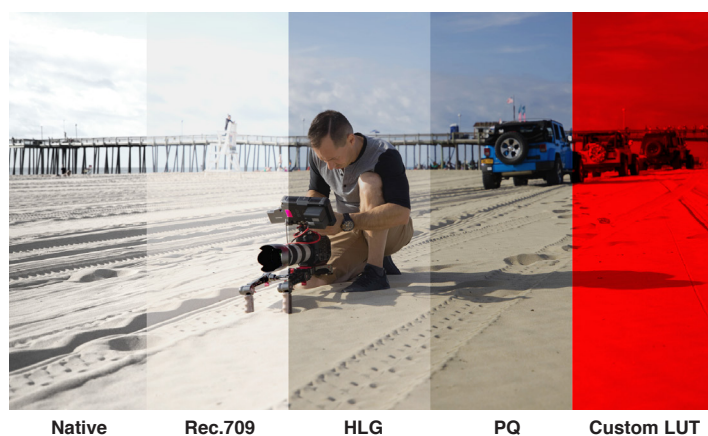 Native
Rec.709
HLG
PQ
Custom LUT